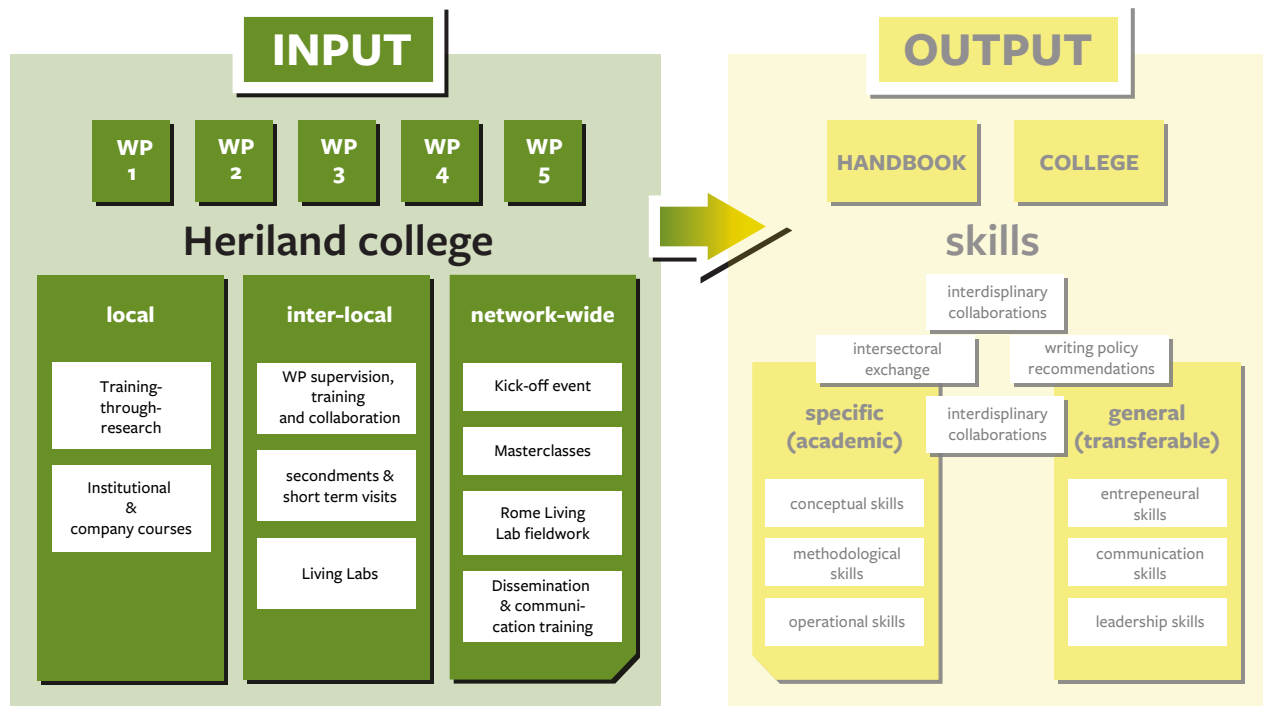 INPUT
WP
1
WP
2
WP
3
WP
4
WP
5
Heriland college
local
Training-
through-
research
Institutional
&
company courses
inter-local
WP supervision,
training
and collaboration
secondments &
short term visits
Living Labs
network-wide
Kick-off event
Masterclasses
Rome Living
Lab fieldwork
Dissemination
& communi-
cation training
OUTPUT
HANDBOOK
COLLEGE
skills
interdisplinary
collaborations
intersectoral
exchange
writing policy
recommendations
interdisplinary
collaborations
specific
(academic)
conceptual skills
methodological
skills
operational skills
general
(transferable)
entrepeneural
skills
communication
skills
leadership skills